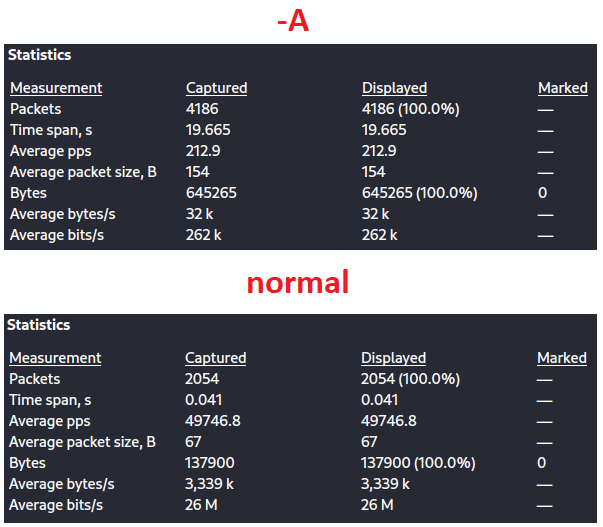 -A
Statistics
Measurement Captured Displayed Marked
Packets 4186 4186 (100.0%) —
Time span, s 19.665 19.665 —
Average pps 212.9 212.9 —
Average packet size, B 154 154 —
Bytes 645265 645265 (100.0%) 0
Average bytes/s 32 k 32 k —
Average bits/s 262 k 262 k —
normal
Statistics
Measurement Captured Displayed Marked
Packets 2054 2054 (100.0%) —
Time span, s 0.041 0.041 —
Average pps 49746.8 49746.8 —
Average packet size, B 67 67 —
Bytes 137900 137900 (100.0%) 0
Average bytes/s 3,339 k 3,339 k —
Average bits/s 26 M 26 M —